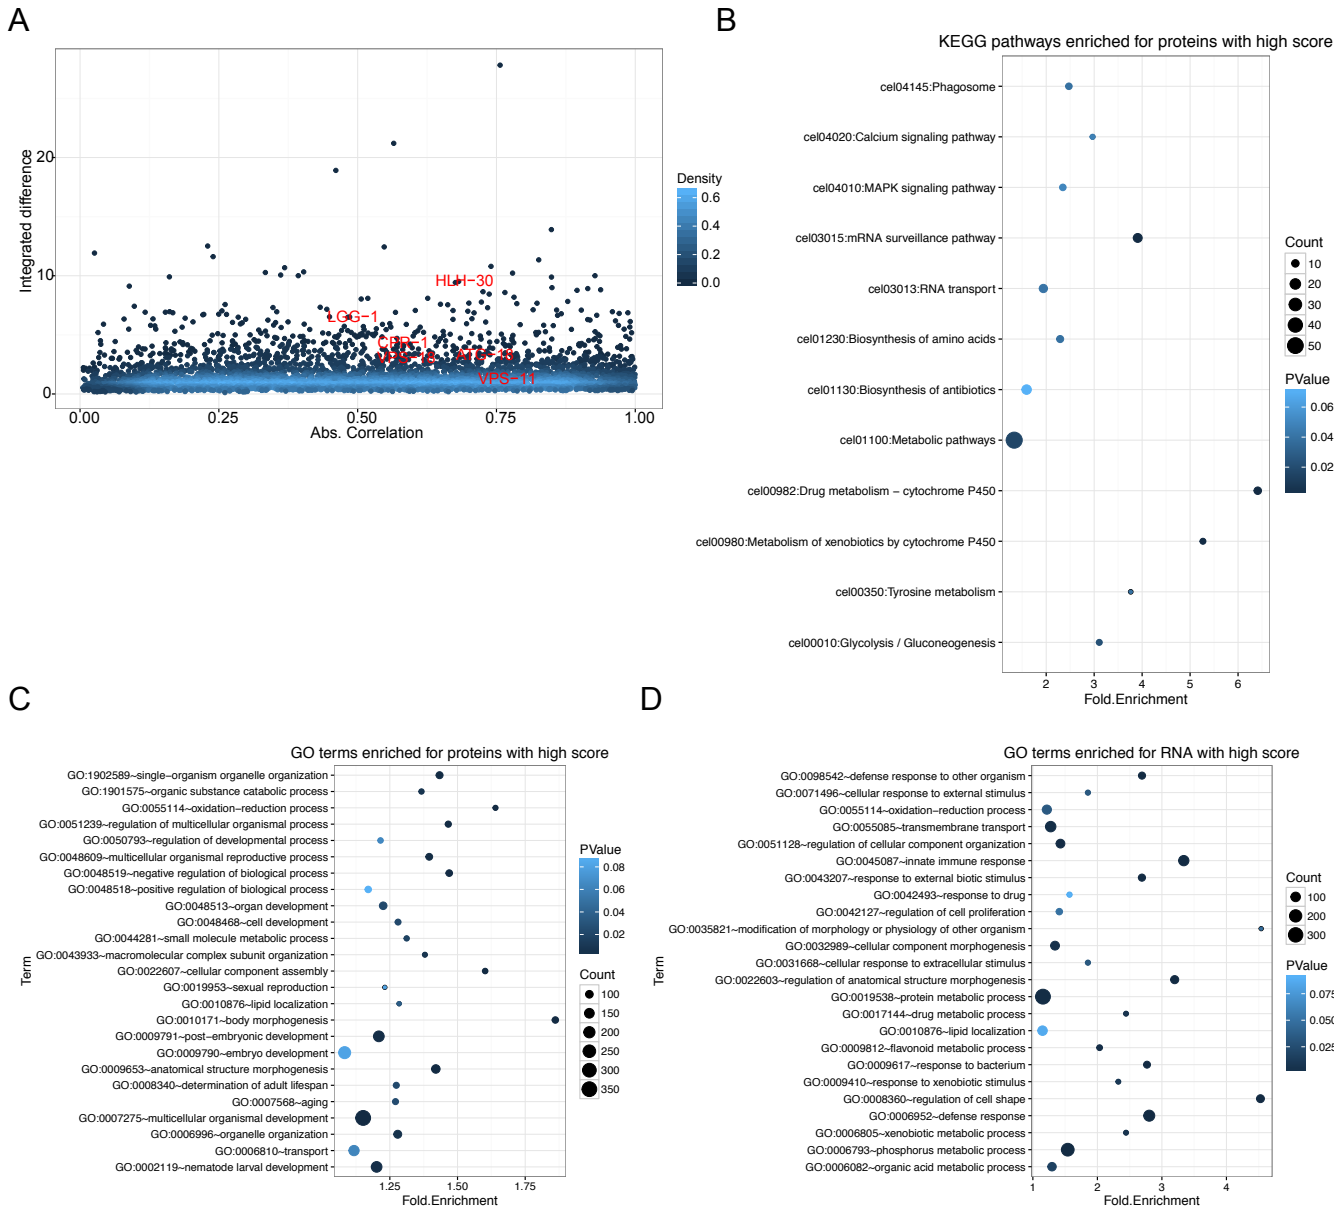 A
Integrated difference
20
10
0
HLH−30
LGG−1
CPR−1
VPS−18
VPS−11
0.00
0.25
0.50
0.75
1.00
Abs. Correlation
Density
0.6
0.4
0.2
0.0
B
KEGG pathways enriched for proteins with high score
cel04145:Phagosome
cel04020:Calcium signaling pathway
cel04010:MAPK signaling pathway
cel03015:mRNA surveillance pathway
cel03013:RNA transport
cel01230:Biosynthesis of amino acids
cel01130:Biosynthesis of antibiotics
cel01100:Metabolic pathways
cel00982:Drug metabolism − cytochrome P450
cel00980:Metabolism of xenobiotics by cytochrome P450
cel00350:Tyrosine metabolism
cel00010:Glycolysis / Gluconeogenesis
2
3
4
5
6
Fold.Enrichment
Count
10
20
30
40
50
PValue
0.06
0.04
0.02
C
GO terms enriched for proteins with high score
Term
GO:1902589~single−organism organelle organization
GO:1901575~organic substance catabolic process
GO:0055114~oxidation−reduction process
GO:0051239~regulation of multicellular organismal process
GO:0050793~regulation of developmental process
GO:0048609~multicellular organismal reproductive process
GO:0048519~negative regulation of biological process
GO:0048518~positive regulation of biological process
GO:0048513~organ development
GO:0048468~cell development
GO:0044281~small molecule metabolic process
GO:0043933~macromolecular complex subunit organization
GO:0022607~cellular component assembly
GO:0019953~sexual reproduction
GO:0010876~lipid localization
GO:0010171~body morphogenesis
GO:0009791~post−embryonic development
GO:0009790~embryo development
GO:0009653~anatomical structure morphogenesis
GO:0008340~determination of adult lifespan
GO:0007568~aging
GO:0007275~multicellular organismal development
GO:0006996~organelle organization
GO:0006810~transport
GO:0002119~nematode larval development
1.25
1.50
1.75
Fold.Enrichment
PValue
0.08
0.06
0.04
0.02
Count
100
150
200
250
300
350
D
GO terms enriched for RNA with high score
Term
GO:0098542~defense response to other organism
GO:0071496~cellular response to external stimulus
GO:0055114~oxidation−reduction process
GO:0055085~transmembrane transport
GO:0051128~regulation of cellular component organization
GO:0045087~innate immune response
GO:0043207~response to external biotic stimulus
GO:0042493~response to drug
GO:0042127~regulation of cell proliferation
GO:0035821~modification of morphology or physiology of other organism
GO:0032989~cellular component morphogenesis
GO:0031668~cellular response to extracellular stimulus
GO:0022603~regulation of anatomical structure morphogenesis
GO:0019538~protein metabolic process
GO:0017144~drug metabolic process
GO:0010876~lipid localization
GO:0009812~flavonoid metabolic process
GO:0009617~response to bacterium
GO:0009410~response to xenobiotic stimulus
GO:0008360~regulation of cell shape
GO:0006952~defense response
GO:0006805~xenobiotic metabolic process
GO:0006793~phosphorus metabolic process
GO:0006082~organic acid metabolic process
1
2
3
4
Fold.Enrichment
Count
100
200
300
PValue
0.075
0.050
0.025